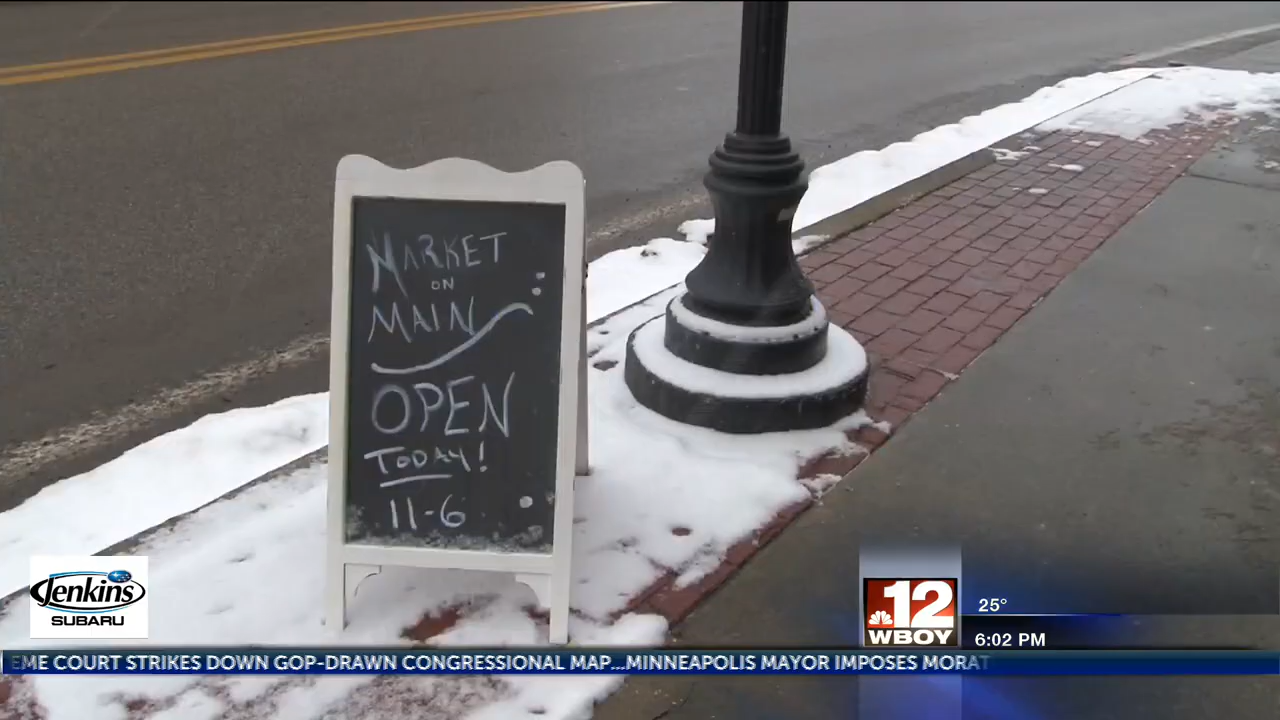 MARKET
ON
MAIN
OPEN
TODAY!
11-6
Jenkins
SUBARU
12
WBOY
25°
6:02 PM
EME COURT STRIKES DOWN GOP-DRAWN CONGRESSIONAL MAP...MINNEAPOLIS MAYOR IMPOSES MORAT